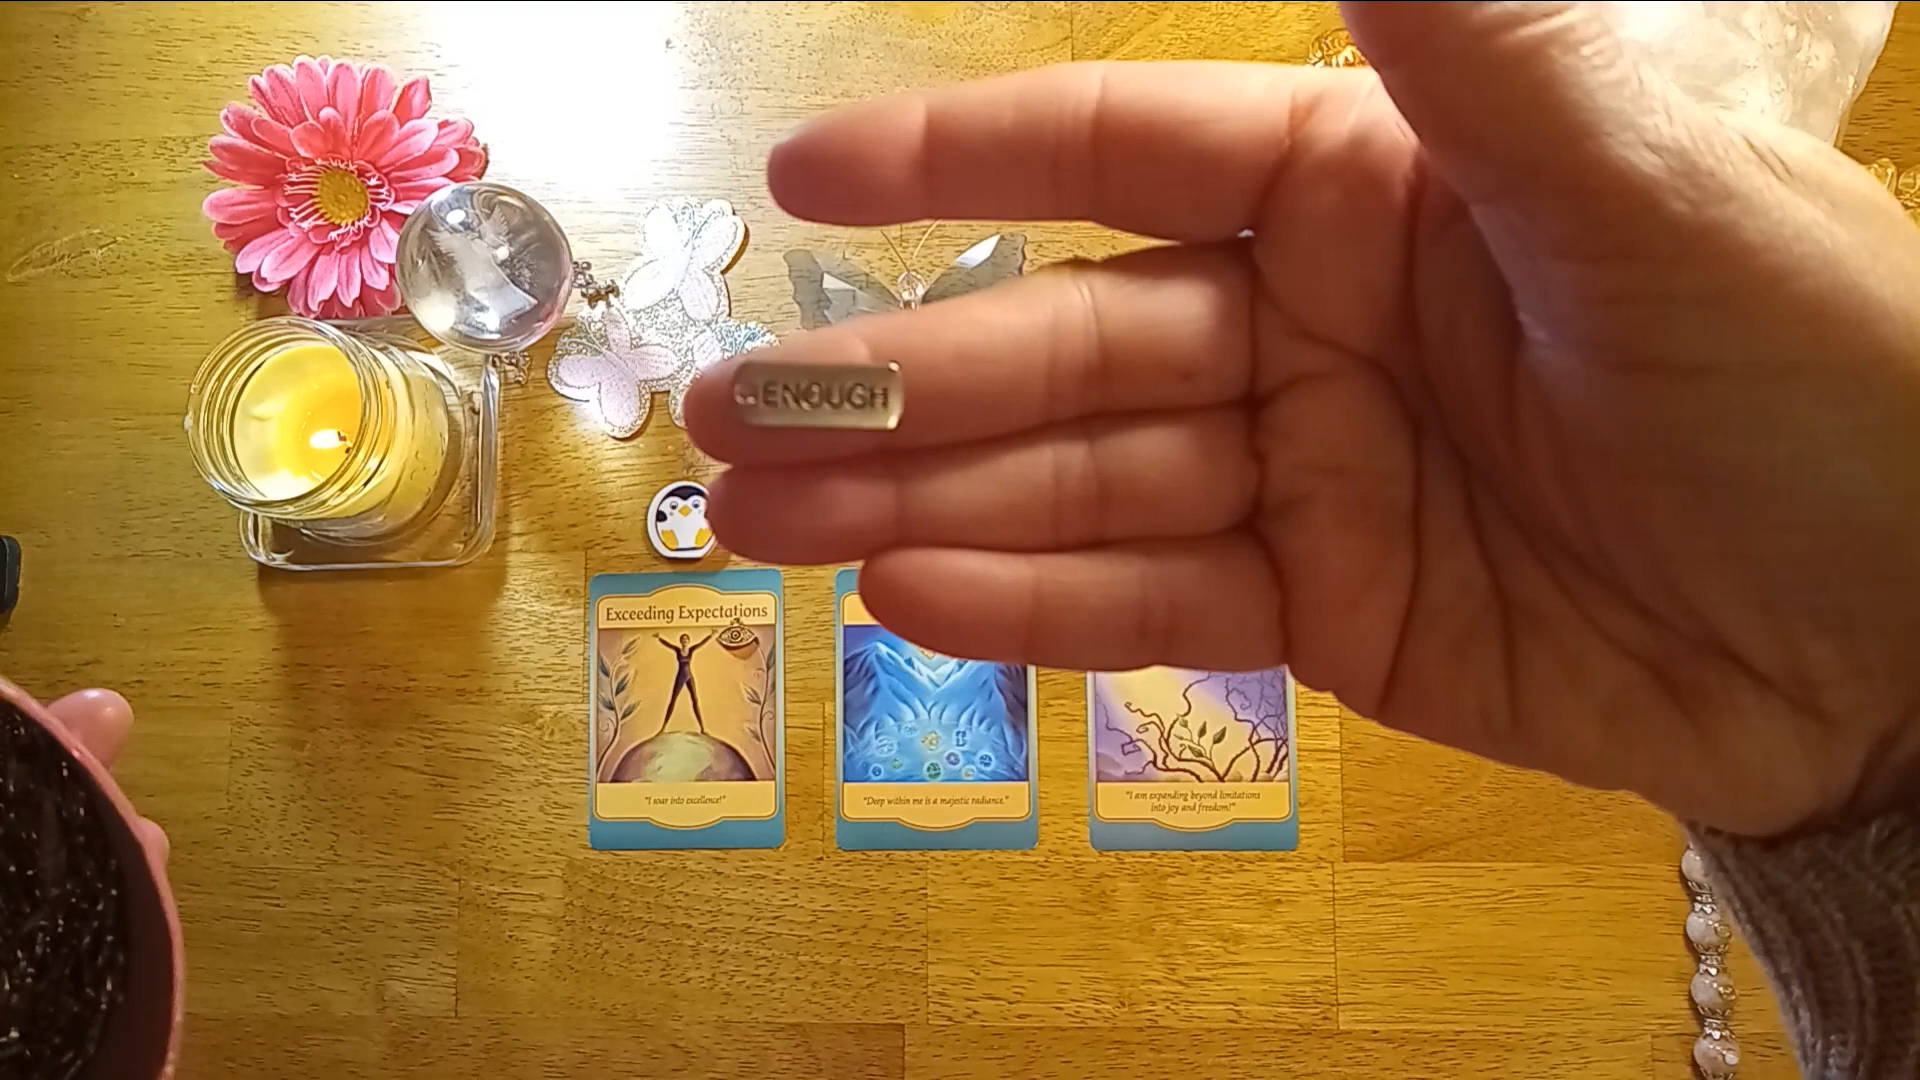 ENOUGH
Exceeding Expectations
"I soar into excellence!"
"Deep within me is a majestic radiance."
"I am expanding beyond limitations
into joy and freedom!"